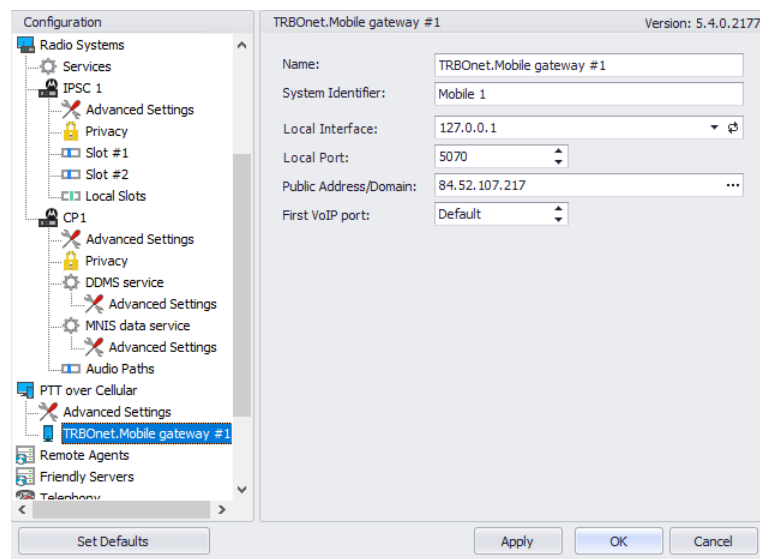 Configuration
Radio Systems
Services
IPSC 1
Advanced Settings
Privacy
Slot #1
Slot #2
Local Slots
CP1
Advanced Settings
Privacy
DDMS service
Advanced Settings
MNIS data service
Advanced Settings
Audio Paths
PTT over Cellular
Advanced Settings
TRBOnet.Mobile gateway #1
Remote Agents
Friendly Servers
Telephony
Set Defaults
TRBOnet.Mobile gateway #1 Version: 5.4.0.2177
Name: TRBOnet.Mobile gateway #1
System Identifier: Mobile 1
Local Interface: 127.0.0.1
Local Port: 5070
Public Address/Domain: 84.52.107.217 ...
First VoIP port: Default
Apply OK Cancel